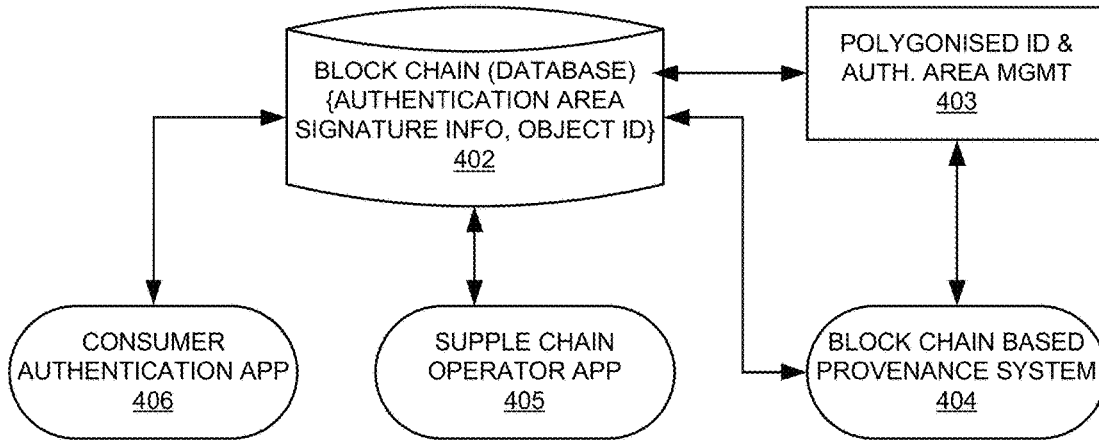 BLOCK CHAIN (DATABASE)
{AUTHENTICATION AREA
SIGNATURE INFO, OBJECT ID}
402
POLYGONISED ID &
AUTH. AREA MGMT
403
CONSUMER
AUTHENTICATION APP
406
SUPPLE CHAIN
OPERATOR APP
405
BLOCK CHAIN BASED
PROVENANCE SYSTEM
404